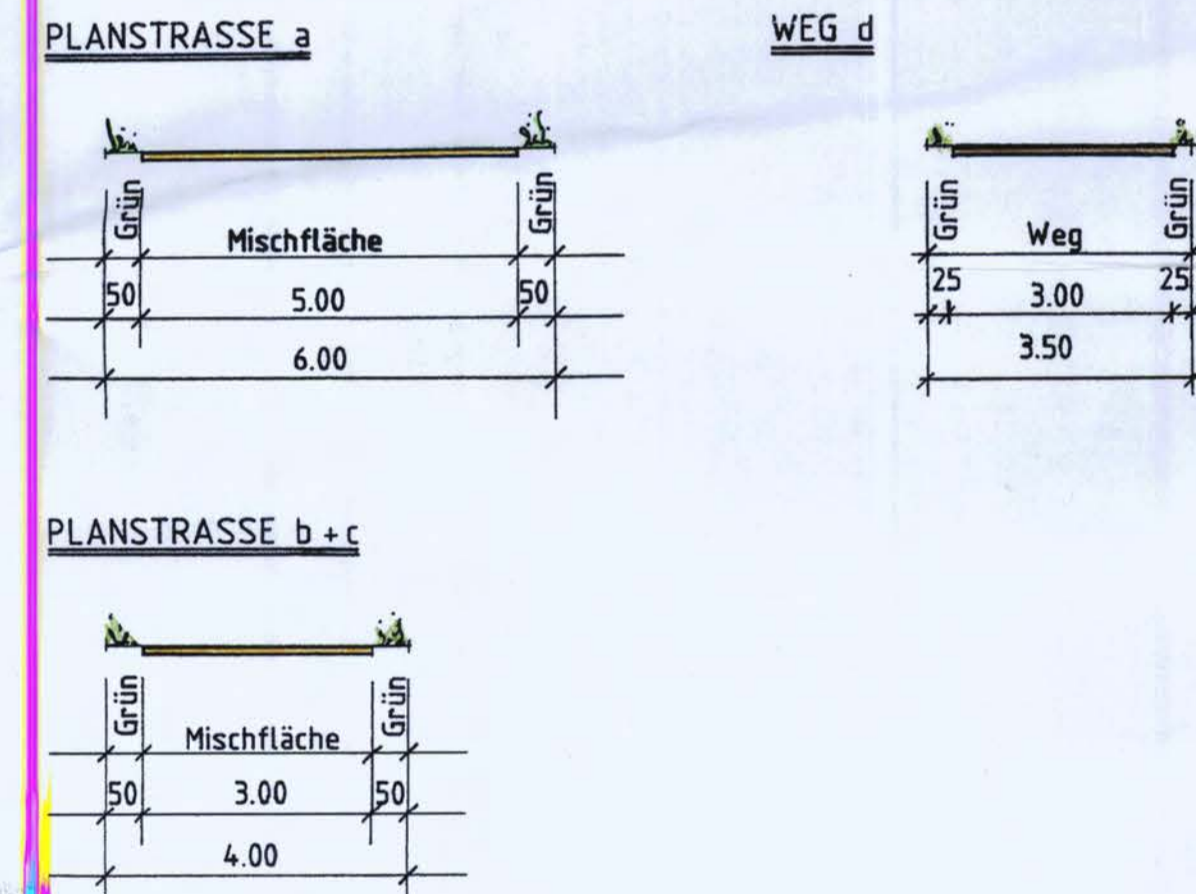 PLANSTRASSE a
Grün
Mischfläche
Grün
50
5.00
50
6.00
WEG d
Grün
Weg
Grün
25
3.00
25
3.50
PLANSTRASSE b + c
Grün
Mischfläche
Grün
50
3.00
50
4.00